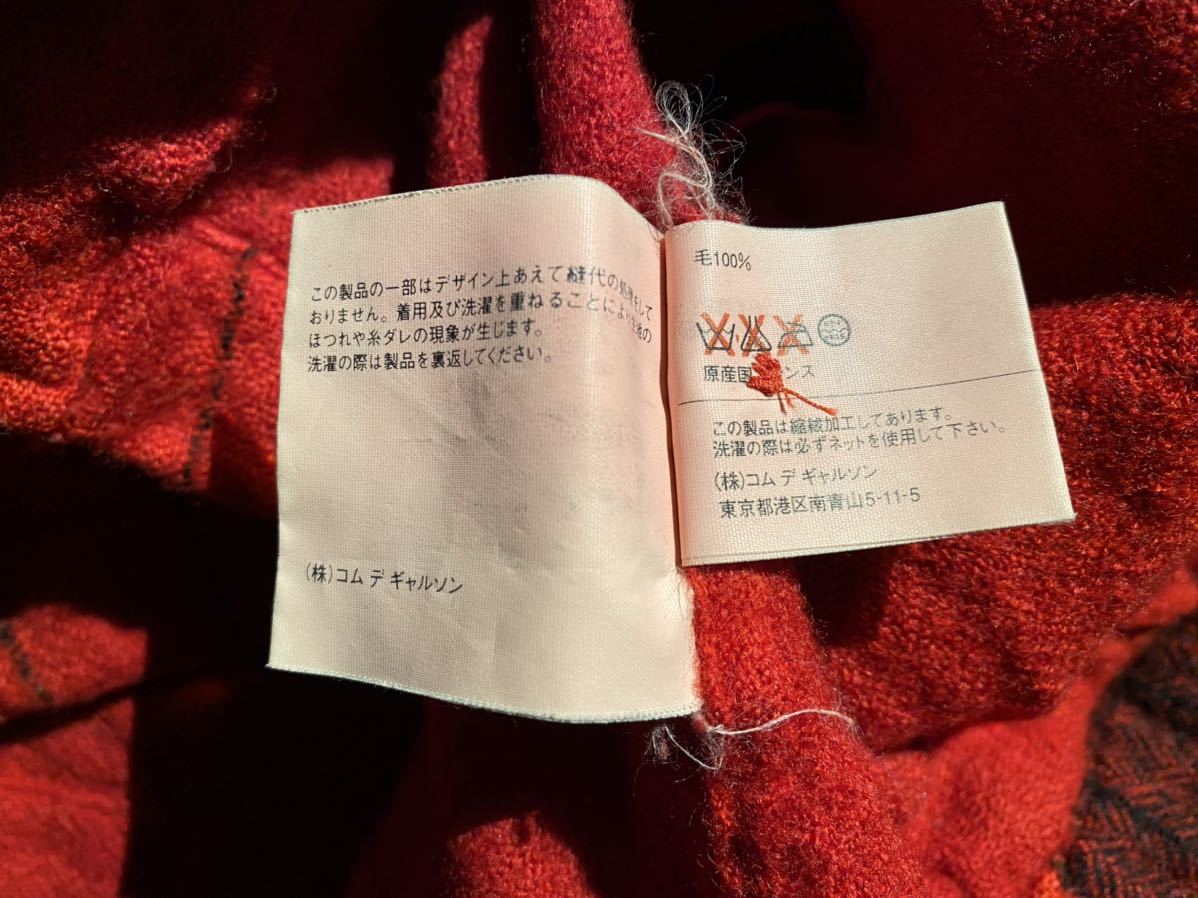 この製品の一部はデザイン上あえて縫代の処理をして
おりません。着用及び洗濯を重ねることにより生地の
ほつれや糸ダレの現象が生じます。
洗濯の際は製品を裏返してください。
(株)コム デ ギャルソン
毛100%
原産国 ンス
この製品は縮絨加工してあります。
洗濯の際は必ずネットを使用して下さい。
(株)コム デ ギャルソン
東京都港区南青山5-11-5